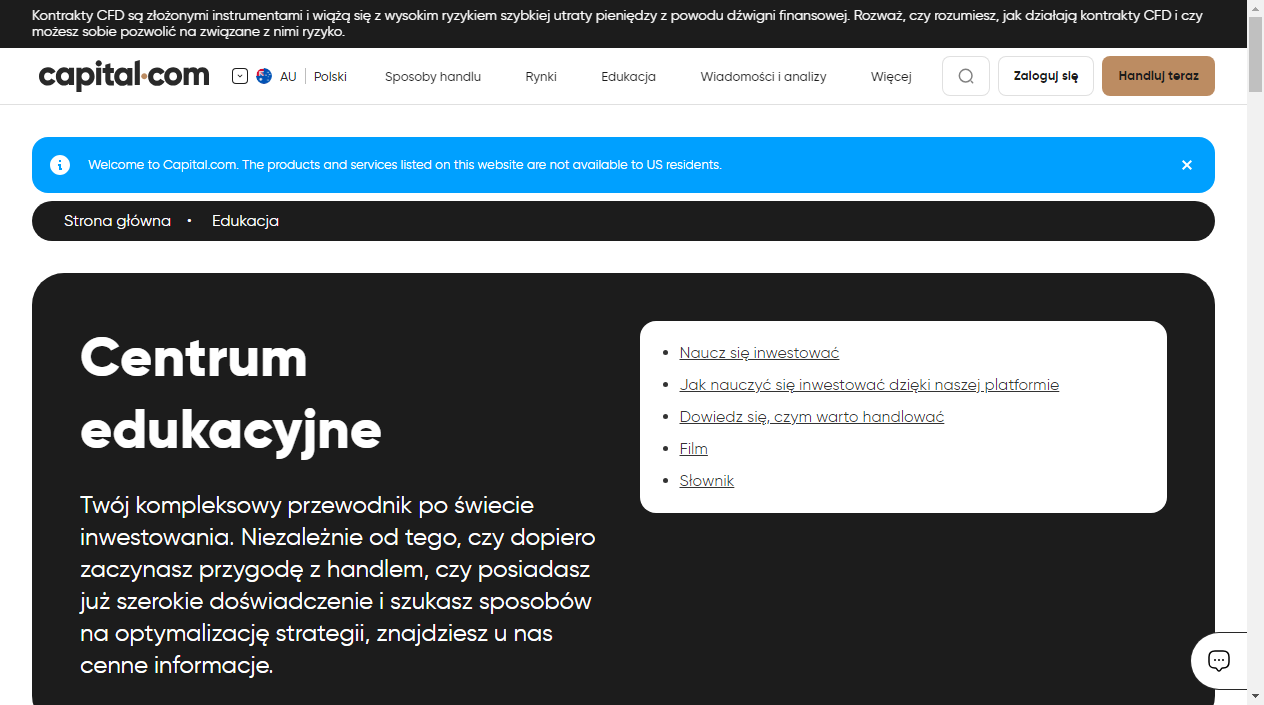 Kontrakty CFD są złożonymi instrumentami i wiążą się z wysokim ryzykiem szybkiej utraty pieniędzy z powodu dźwigni finansowej. Rozważ, czy rozumiesz, jak działają kontrakty CFD i czy
możesz sobie pozwolić na związane z nimi ryzyko.
capital.com AU Polski Sposoby handlu Rynki Edukacja Wiadomości i analizy Więcej Zaloguj się Handluj teraz
Welcome to Capital.com. The products and services listed on this website are not available to US residents.
Strona główna • Edukacja
Centrum
edukacyjne
Twój kompleksowy przewodnik po świecie
inwestowania. Niezależnie od tego, czy dopiero
zaczynasz przygodę z handlem, czy posiadasz
już szerokie doświadczenie i szukasz sposobów
na optymalizację strategii, znajdziesz u nas
cenne informacje.
• Naucz się inwestować
• Jak nauczyć się inwestować dzięki naszej platformie
• Dowiedz się, czym warto handlować
• Film
• Słownik